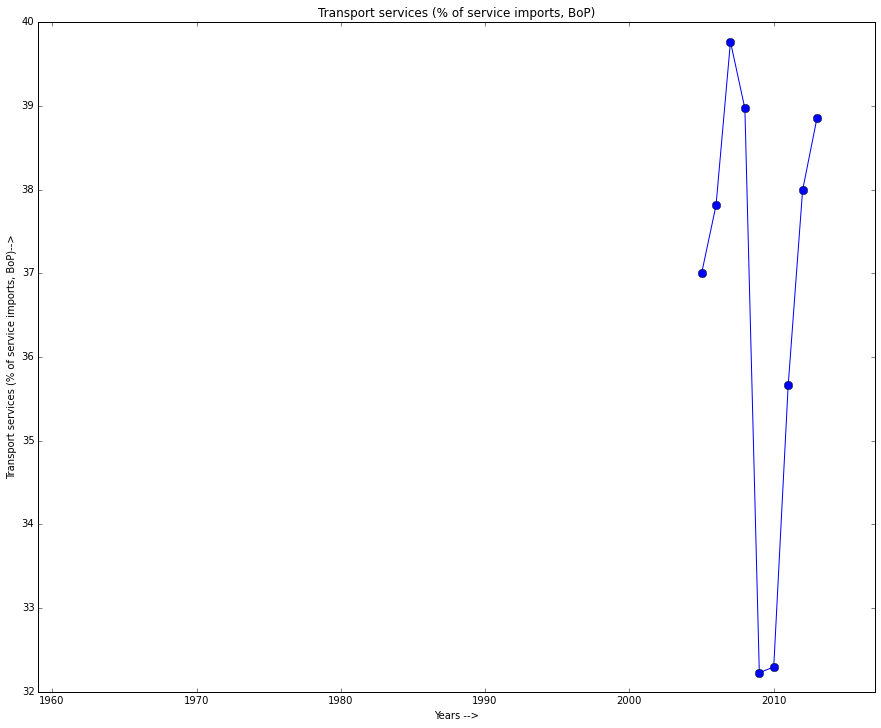 Transport services (% of service imports, BoP)
40
39
38
37
36
35
34
33
32
Transport services (% of service imports, BoP)-->
1960 1970 1980 1990 2000 2010
Years -->